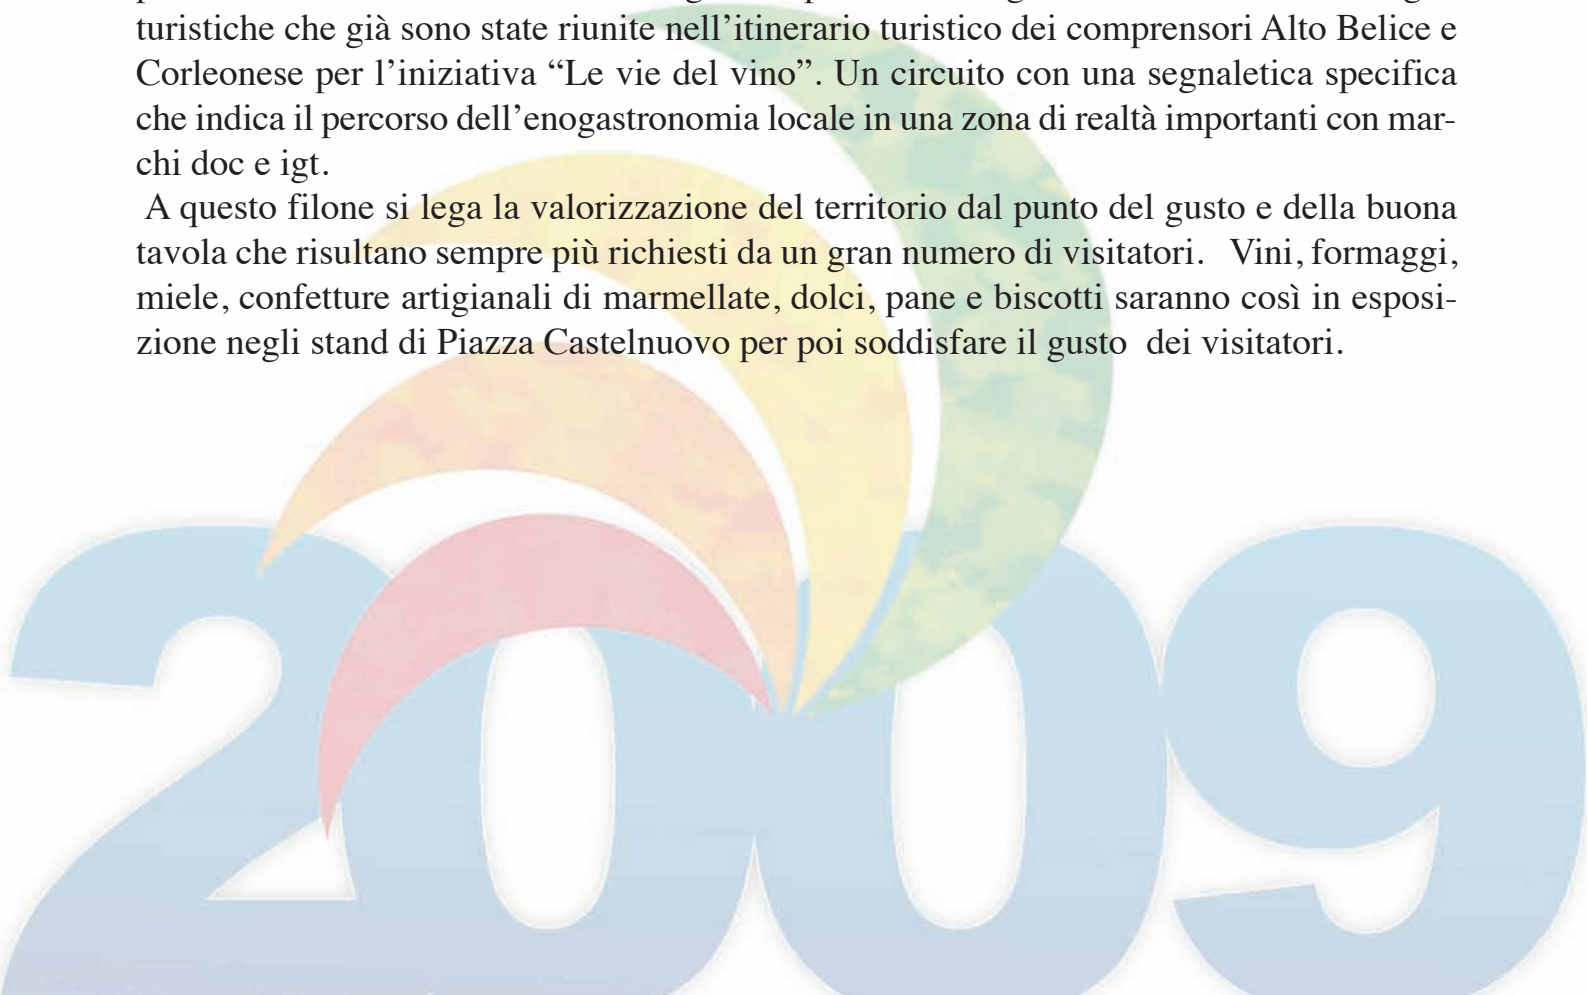 turistiche che già sono state riunite nell’itinerario turistico dei comprensori Alto Belice e
Corleonese per l’iniziativa “Le vie del vino”. Un circuito con una segnaletica specifica
che indica il percorso dell’enogastronomia locale in una zona di realtà importanti con mar-
chi doc e igt.
A questo filone si lega la valorizzazione del territorio dal punto del gusto e della buona
tavola che risultano sempre più richiesti da un gran numero di visitatori. Vini, formaggi,
miele, confetture artigianali di marmellate, dolci, pane e biscotti saranno così in esposi-
zione negli stand di Piazza Castelnuovo per poi soddisfare il gusto dei visitatori.
2009